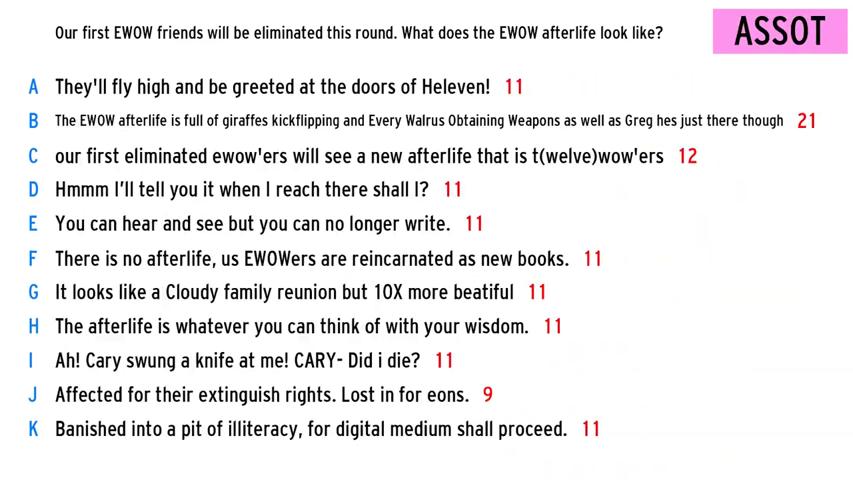 Our first EWOW friends will be eliminated this round. What does the EWOW afterlife look like?
ASSOT
A They'll fly high and be greeted at the doors of Heleven! 11
B The EWOW afterlife is full of giraffes kickflipping and Every Walrus Obtaining Weapons as well as Greg hes just there though 21
C our first eliminated ewow'ers will see a new afterlife that is t(welve)wow'ers 12
D Hmmm I'll tell you it when I reach there shall I? 11
E You can hear and see but you can no longer write. 11
F There is no afterlife, us EWOWers are reincarnated as new books. 11
G It looks like a Cloudy family reunion but 10X more beatiful 11
H The afterlife is whatever you can think of with your wisdom. 11
I Ah! Cary swung a knife at me! CARY- Did i die? 11
J Affected for their extinguish rights. Lost in for eons. 9
K Banished into a pit of illiteracy, for digital medium shall proceed. 11